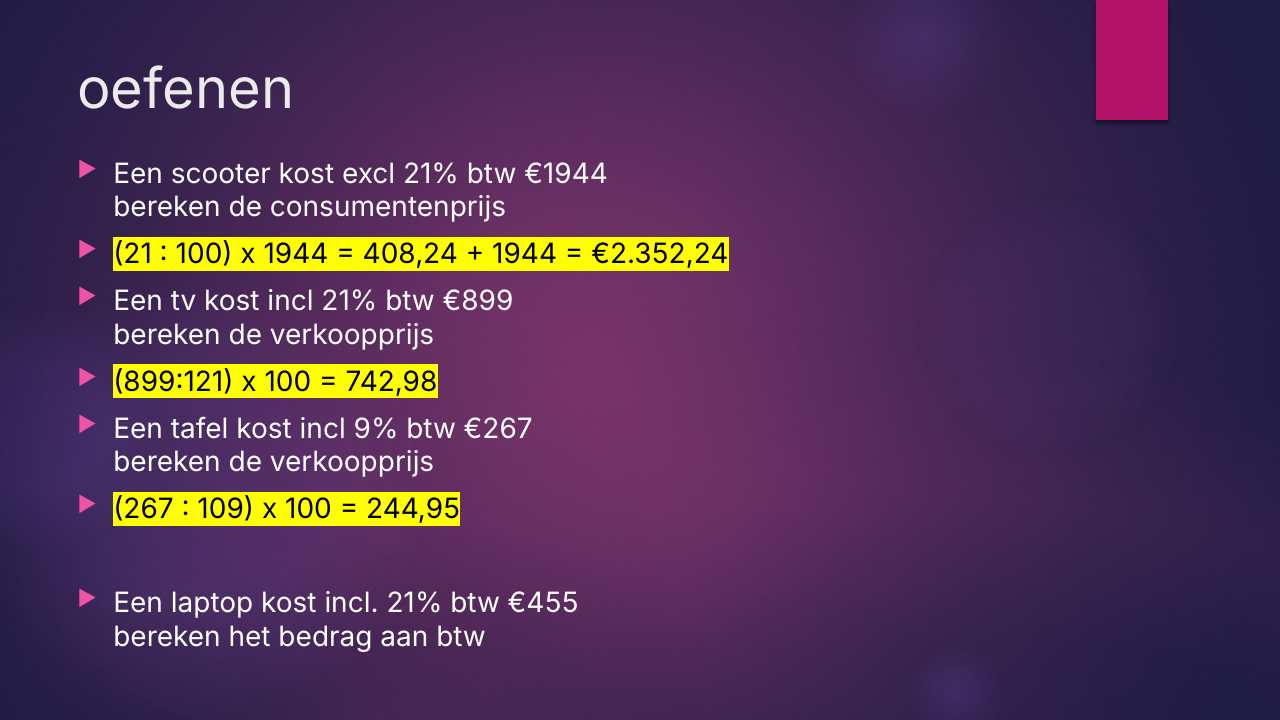 oefenen
Een scooter kost excl 21% btw €1944
bereken de consumentenprijs
(21 : 100) x 1944 = 408,24 + 1944 = €2.352,24
Een tv kost incl 21% btw €899
bereken de verkoopprijs
(899:121) x 100 = 742,98
Een tafel kost incl 9% btw €267
bereken de verkoopprijs
(267 : 109) x 100 = 244,95
Een laptop kost incl. 21% btw €455
bereken het bedrag aan btw